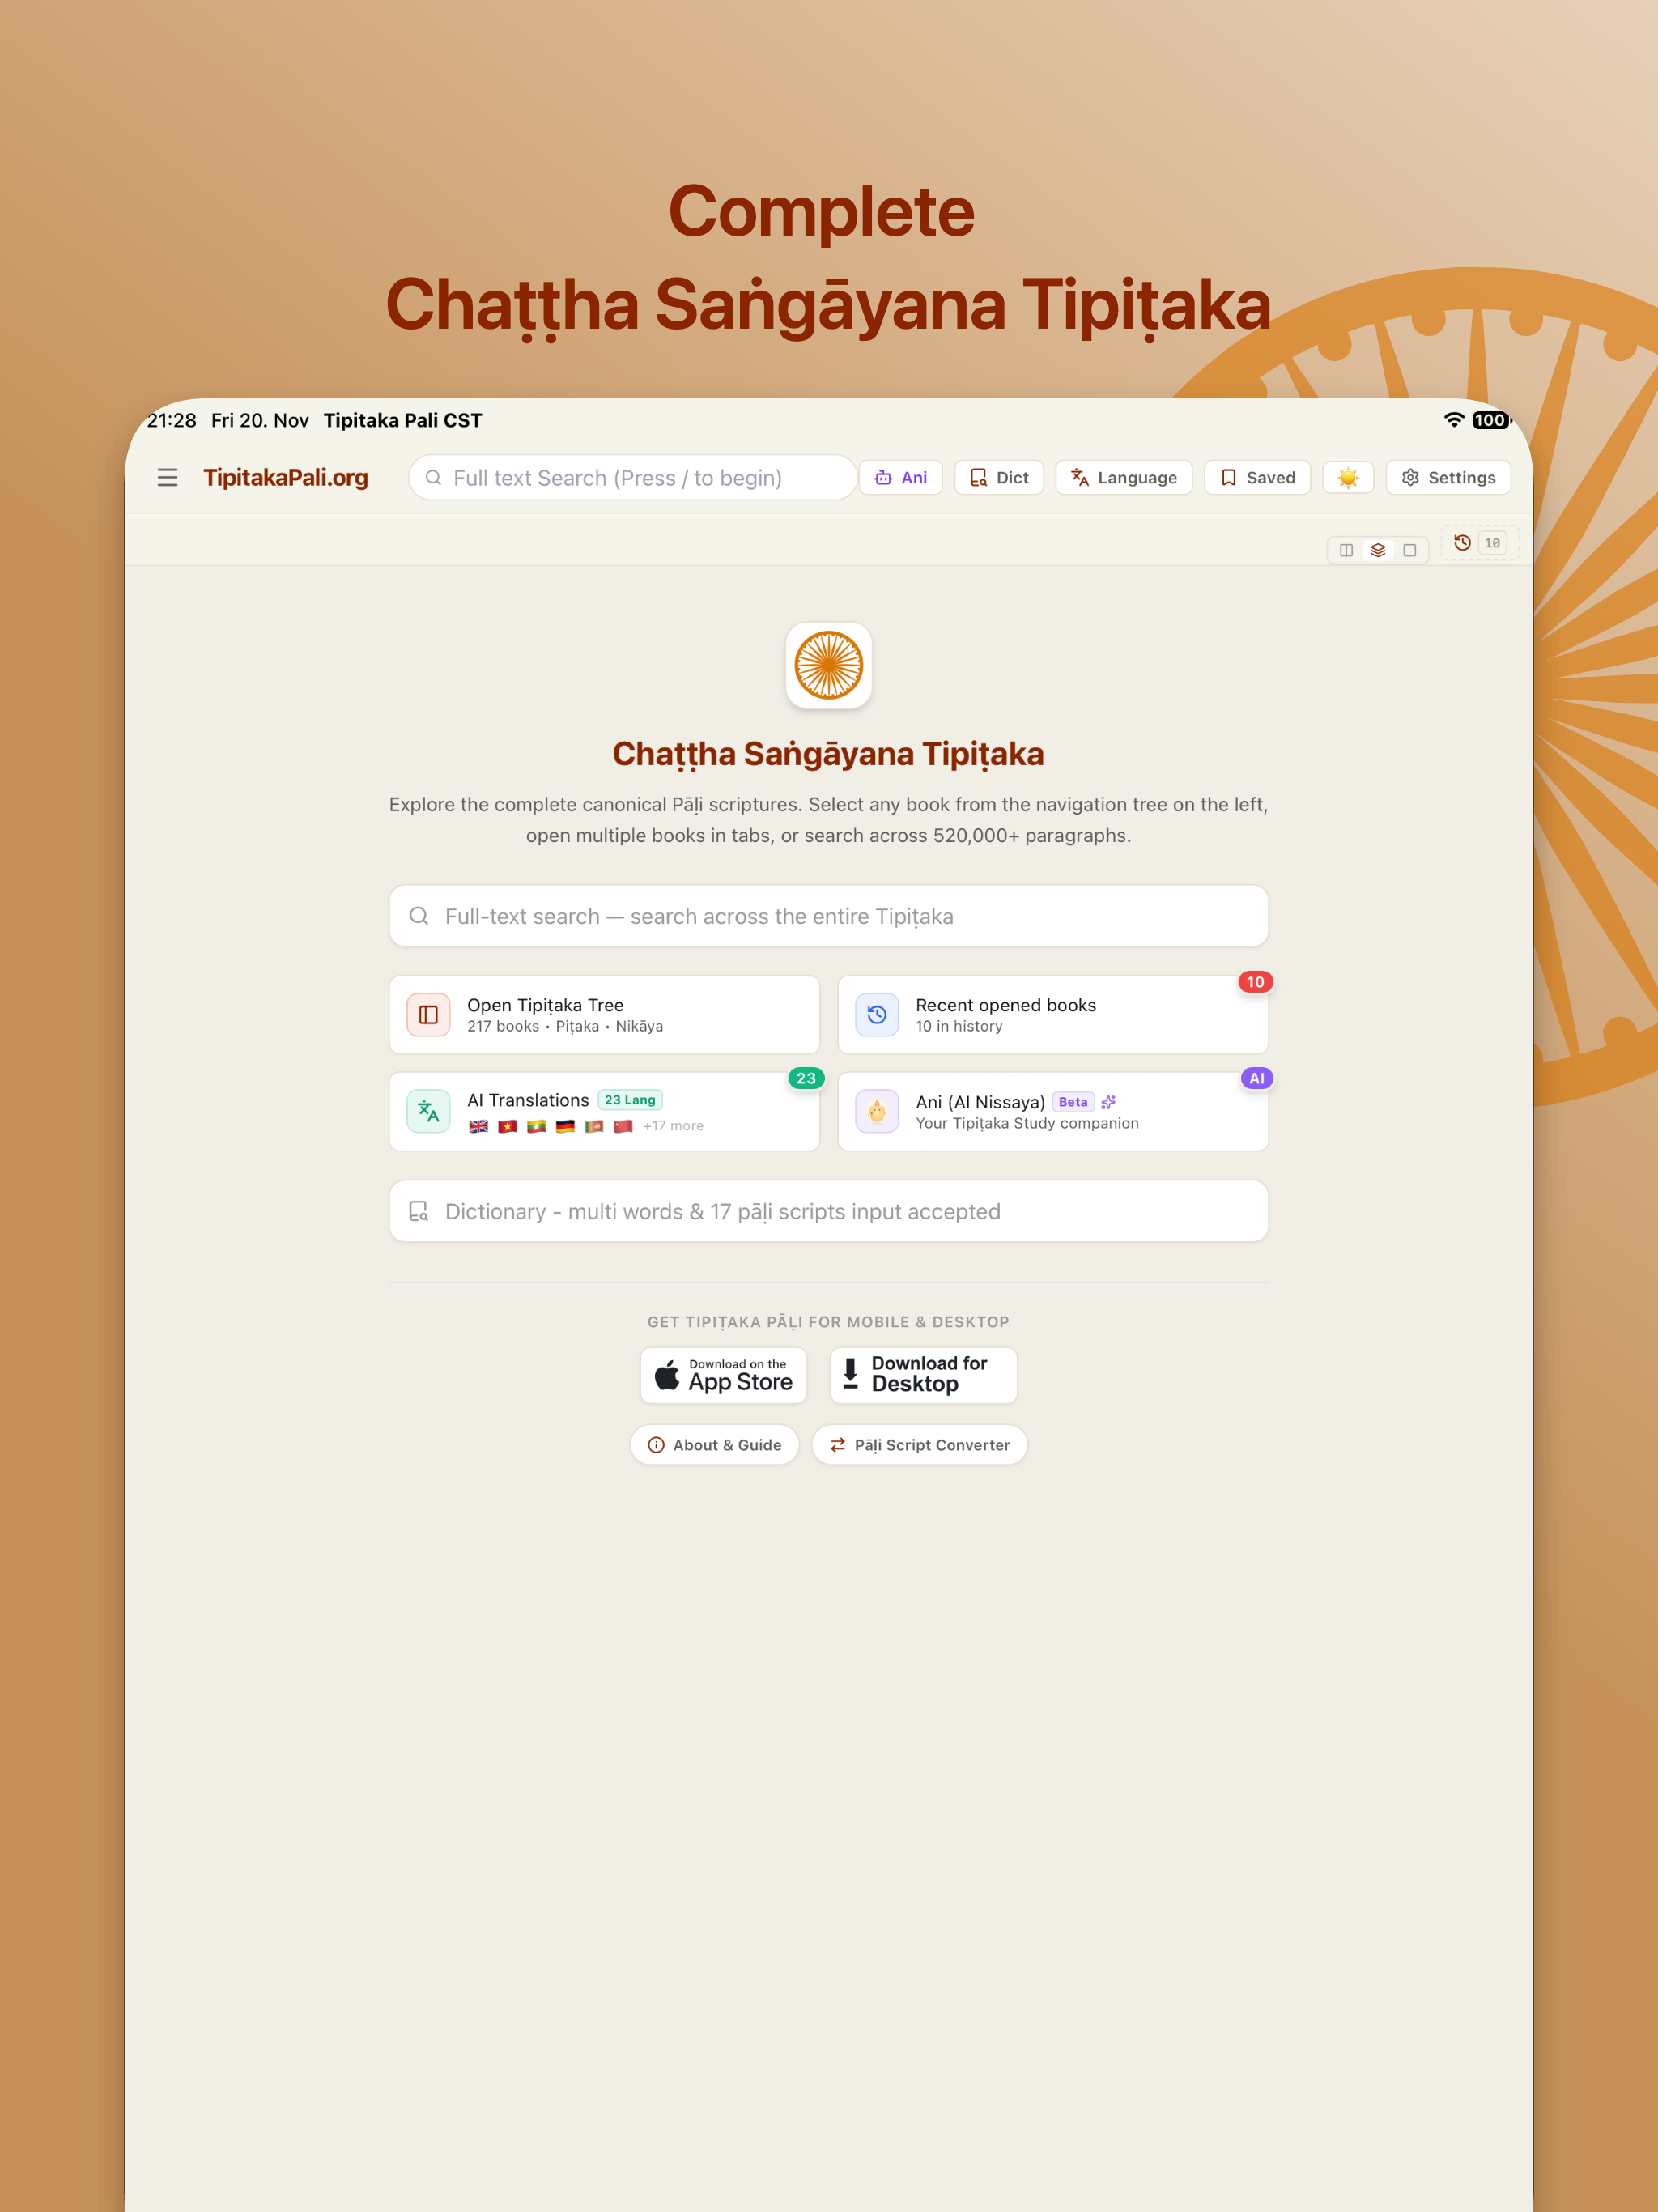 Complete
Chaṭṭha Saṅgāyana Tipiṭaka
21:28 Fri 20. Nov Tipitaka Pali CST 100
TipitakaPali.org Full text Search (Press / to begin) Ani Dict Language Saved Settings
10
Chaṭṭha Saṅgāyana Tipiṭaka
Explore the complete canonical Pāḷi scriptures. Select any book from the navigation tree on the left,
open multiple books in tabs, or search across 520,000+ paragraphs.
Full-text search — search across the entire Tipiṭaka
10
Open Tipiṭaka Tree
217 books • Piṭaka • Nikāya
Recent opened books
10 in history
23
AI Translations 23 Lang
+17 more
AI
Ani (AI Nissaya) Beta
Your Tipiṭaka Study companion
Dictionary - multi words & 17 pāḷi scripts input accepted
GET TIPIṬAKA PĀḶI FOR MOBILE & DESKTOP
Download on the
App Store
Download for
Desktop
About & Guide
Pāḷi Script Converter